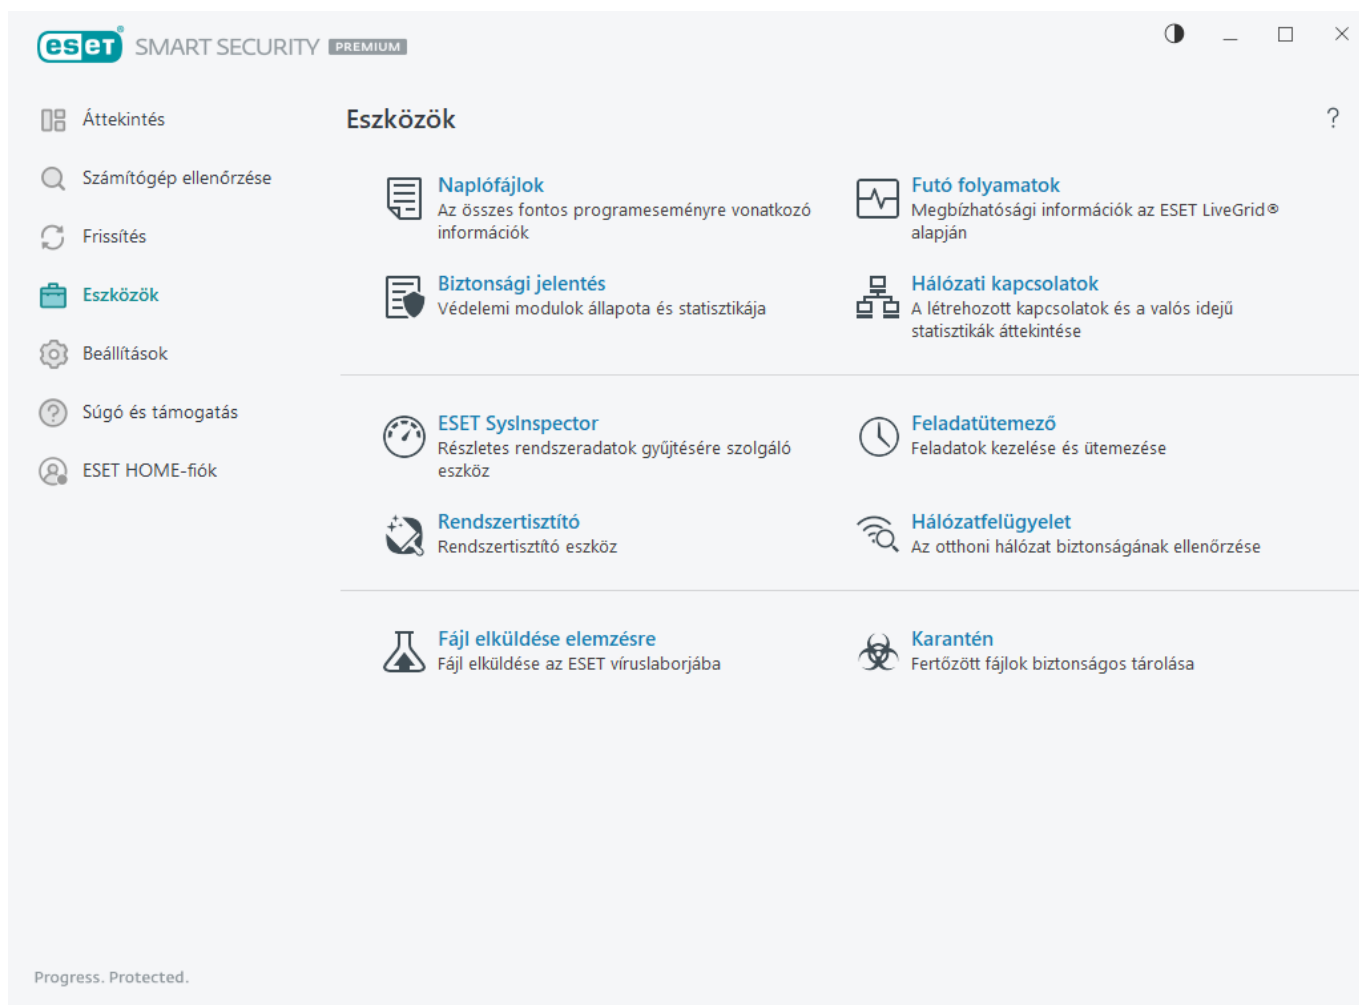 eseT® SMART SECURITY PREMIUM
Áttekintés
Számítógép ellenőrzése
Frissítés
Eszközök
Beállítások
Súgó és támogatás
ESET HOME-fiók
Eszközök
?
Naplófájlok
Az összes fontos programeseményre vonatkozó
információk
Futó folyamatok
Megbízhatósági információk az ESET LiveGrid®
alapján
Biztonsági jelentés
Védelemi modulok állapota és statisztikája
Hálózati kapcsolatok
A létrehozott kapcsolatok és a valós idejű
statisztikák áttekintése
ESET SysInspector
Részletes rendszeradatok gyűjtésére szolgáló
eszköz
Feladatütemező
Feladatok kezelése és ütemezése
Rendszertisztító
Rendszertisztító eszköz
Hálózatfelügyelet
Az otthoni hálózat biztonságának ellenőrzése
Fájl elküldése elemzésre
Fájl elküldése az ESET víruslaborjába
Karantén
Fertőzött fájlok biztonságos tárolása
Progress. Protected.